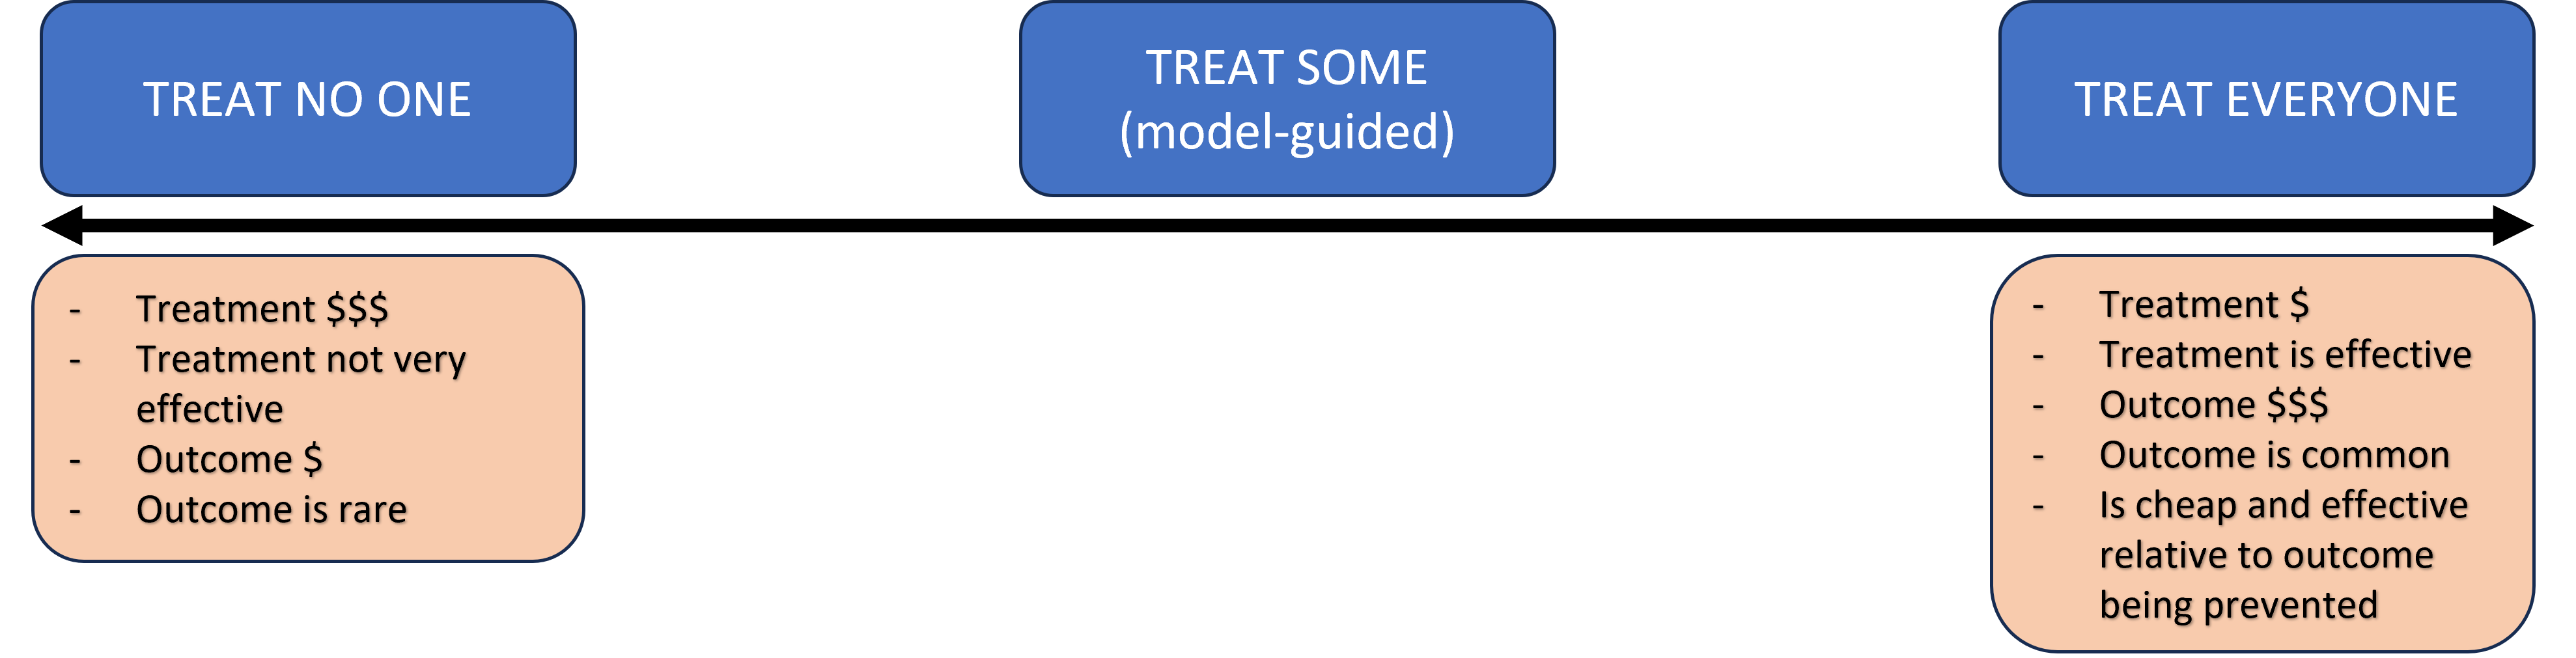 TREAT NO ONE
TREAT SOME
(model-guided)
TREAT EVERYONE
- Treatment $$$
- Treatment not very
effective
- Outcome $
- Outcome is rare
- Treatment $
- Treatment is effective
- Outcome $$$
- Outcome is common
- Is cheap and effective
relative to outcome
being prevented